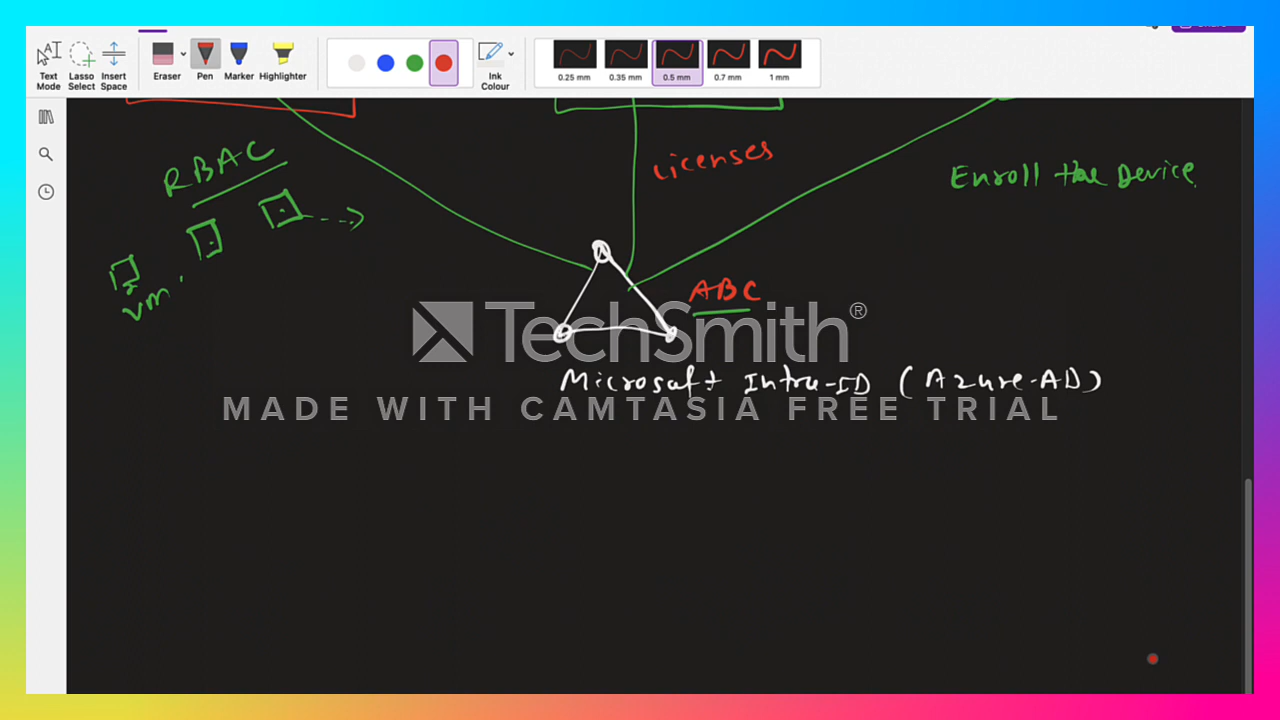 Text Mode
Lasso Select
Insert Space
Eraser
Pen
Marker
Highlighter
Ink Colour
0.25 mm
0.35 mm
0.5 mm
0.7 mm
1 mm
RBAC
Licenses
Enroll the Device
vm
ABC
TechSmith®
Microsoft Intra-ID (Azure-AD)
MADE WITH CAMTASIA FREE TRIAL